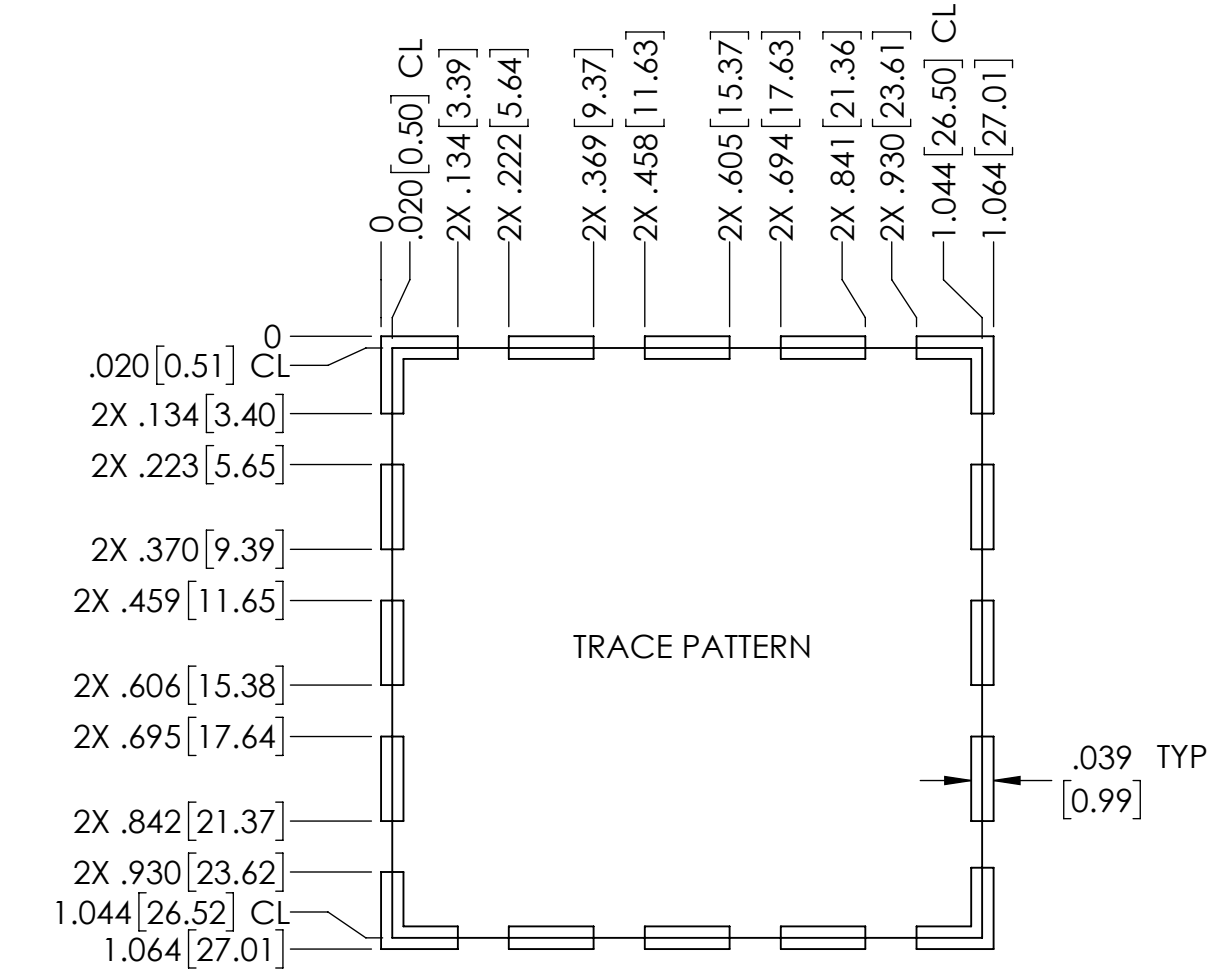 0
.020[0.50] CL
2X .134[3.39]
2X .222[5.64]
2X .369[9.37]
2X .458[11.63]
2X .605[15.37]
2X .694[17.63]
2X .841[21.36]
2X .930[23.61]
1.044[26.50] CL
1.064[27.01]
0
.020[0.51] CL
2X .134[3.40]
2X .223[5.65]
2X .370[9.39]
2X .459[11.65]
TRACE PATTERN
2X .606[15.38]
2X .695[17.64]
.039 TYP
[0.99]
2X .842[21.37]
2X .930[23.62]
1.044[26.52] CL
1.064[27.01]